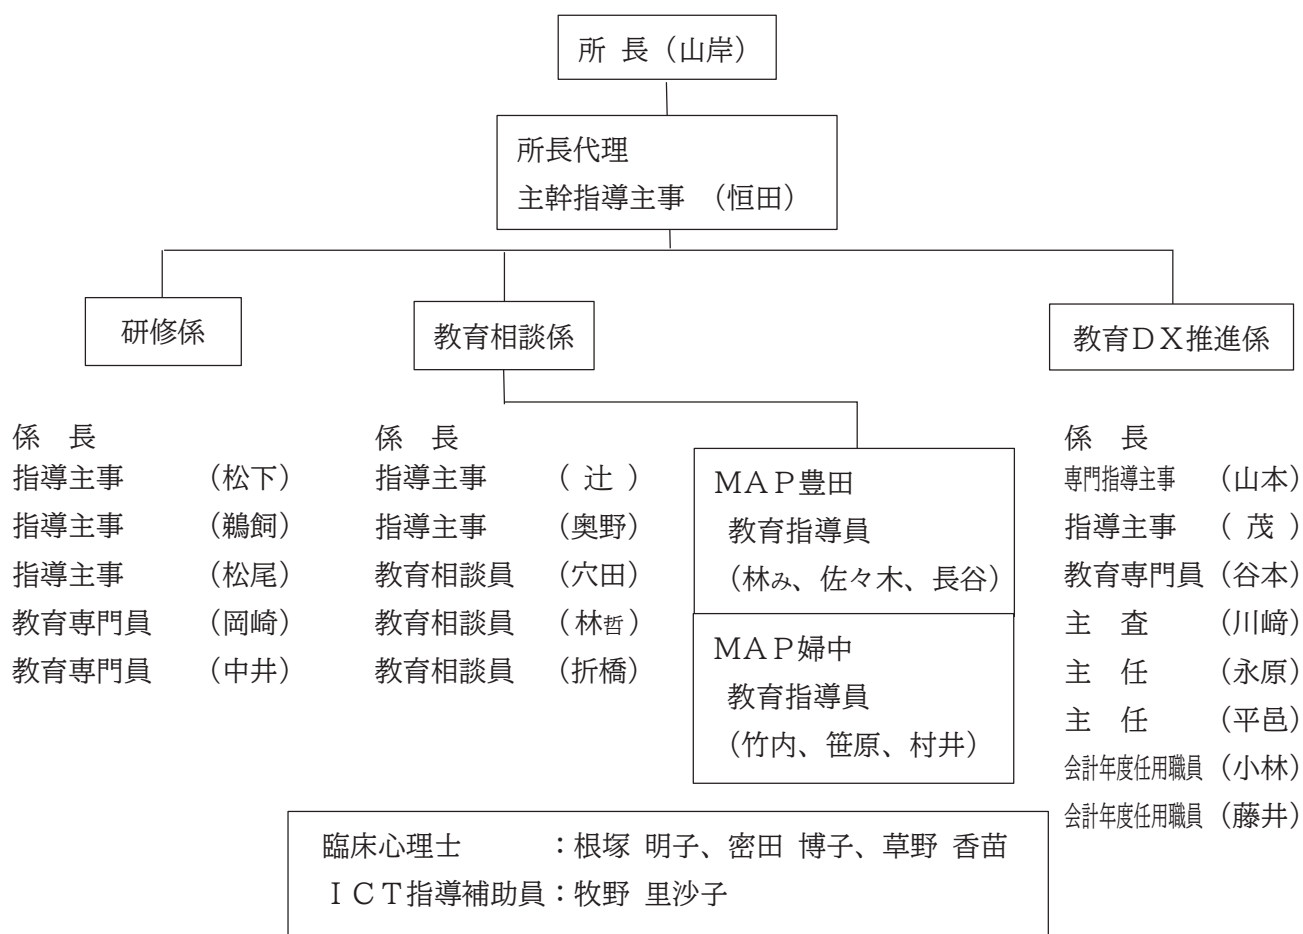 所 長（山岸）
所長代理
主幹指導主事 （恒田）
研修係
教育相談係
教育ＤＸ推進係
係　長
指導主事 （松下）
指導主事 （鵜飼）
指導主事 （松尾）
教育専門員 （岡崎）
教育専門員 （中井）
係　長
指導主事 （ 辻 ）
指導主事 （奥野）
教育相談員 （穴田）
教育相談員 （林哲）
教育相談員 （折橋）
ＭＡＰ豊田
教育指導員
（林み、佐々木、長谷）
ＭＡＰ婦中
教育指導員
（竹内、笹原、村井）
係　長
専門指導主事 （山本）
指導主事 （ 茂 ）
教育専門員 （谷本）
主　査 （川﨑）
主　任 （永原）
主　任 （平邑）
会計年度任用職員 （小林）
会計年度任用職員 （藤井）
臨床心理士 ：根塚 明子、密田 博子、草野 香苗
ＩＣＴ指導補助員：牧野 里沙子